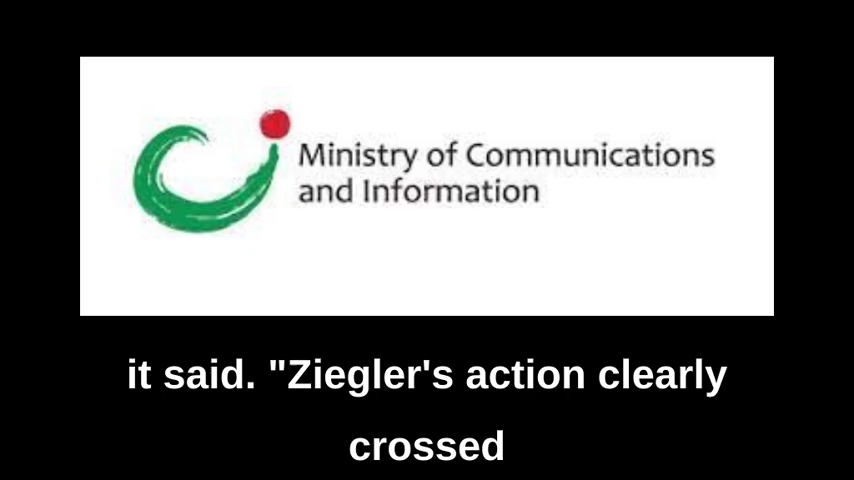 Ministry of Communications
and Information
it said. "Ziegler's action clearly
crossed